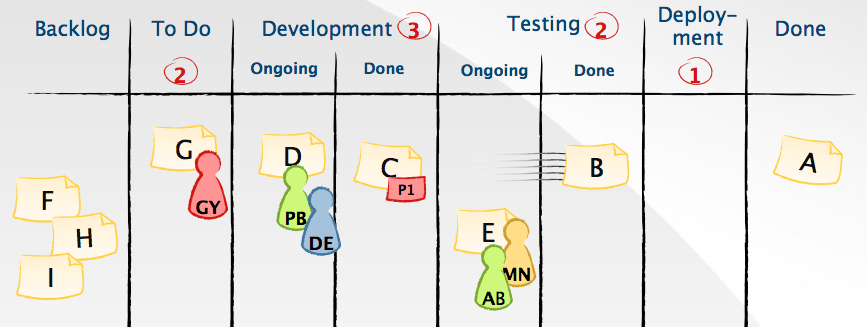 Backlog
To Do
2
Development 3
Ongoing
Done
Testing 2
Ongoing
Done
Deploy-
ment
1
Done
G
GY
D
PB
DE
C
P1
B
A
F
H
I
E
MN
AB